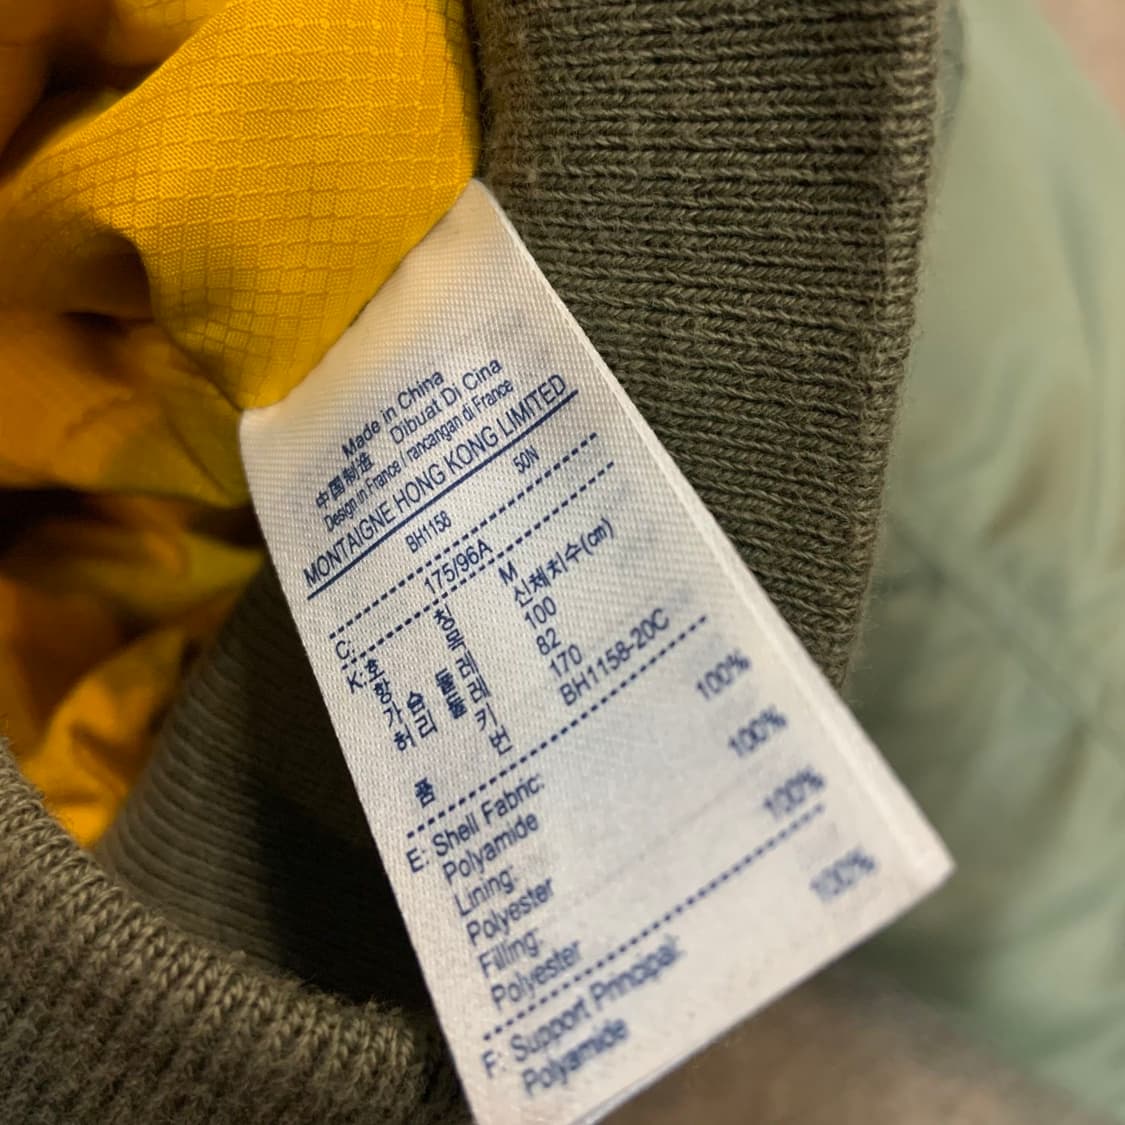 Made in China
中国制造 Dibuat Di Cina
Design in France / rancangan di France
MONTAIGNE HONG KONG LIMITED
BH1158 50N
C: 175/96A
K: 호칭 M
항목 신체치수(cm)
가슴둘레 100
허리둘레 82
키 170
품번 BH1158-20C
E: Shell Fabric:
Polyamide 100%
Lining:
Polyester 100%
Filling:
Polyester 100%
F: Support Principal:
Polyamide 100%